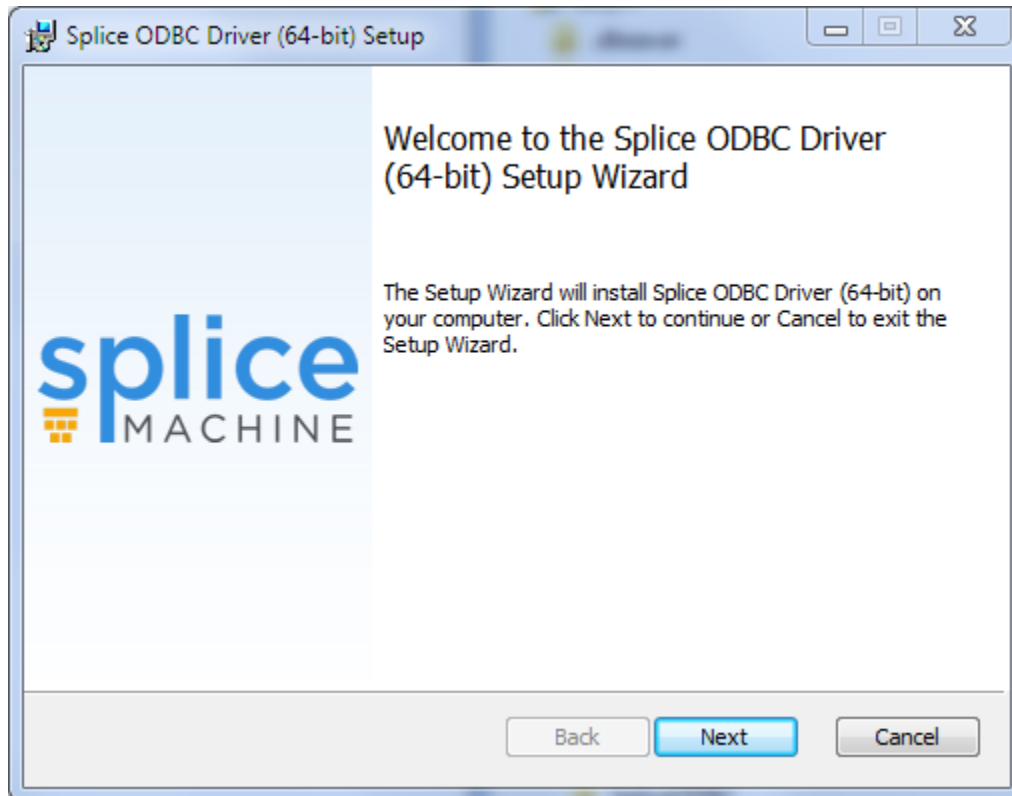 Splice ODBC Driver (64-bit) Setup
Welcome to the Splice ODBC Driver
(64-bit) Setup Wizard
The Setup Wizard will install Splice ODBC Driver (64-bit) on
your computer. Click Next to continue or Cancel to exit the
Setup Wizard.
splice
MACHINE
Back
Next
Cancel